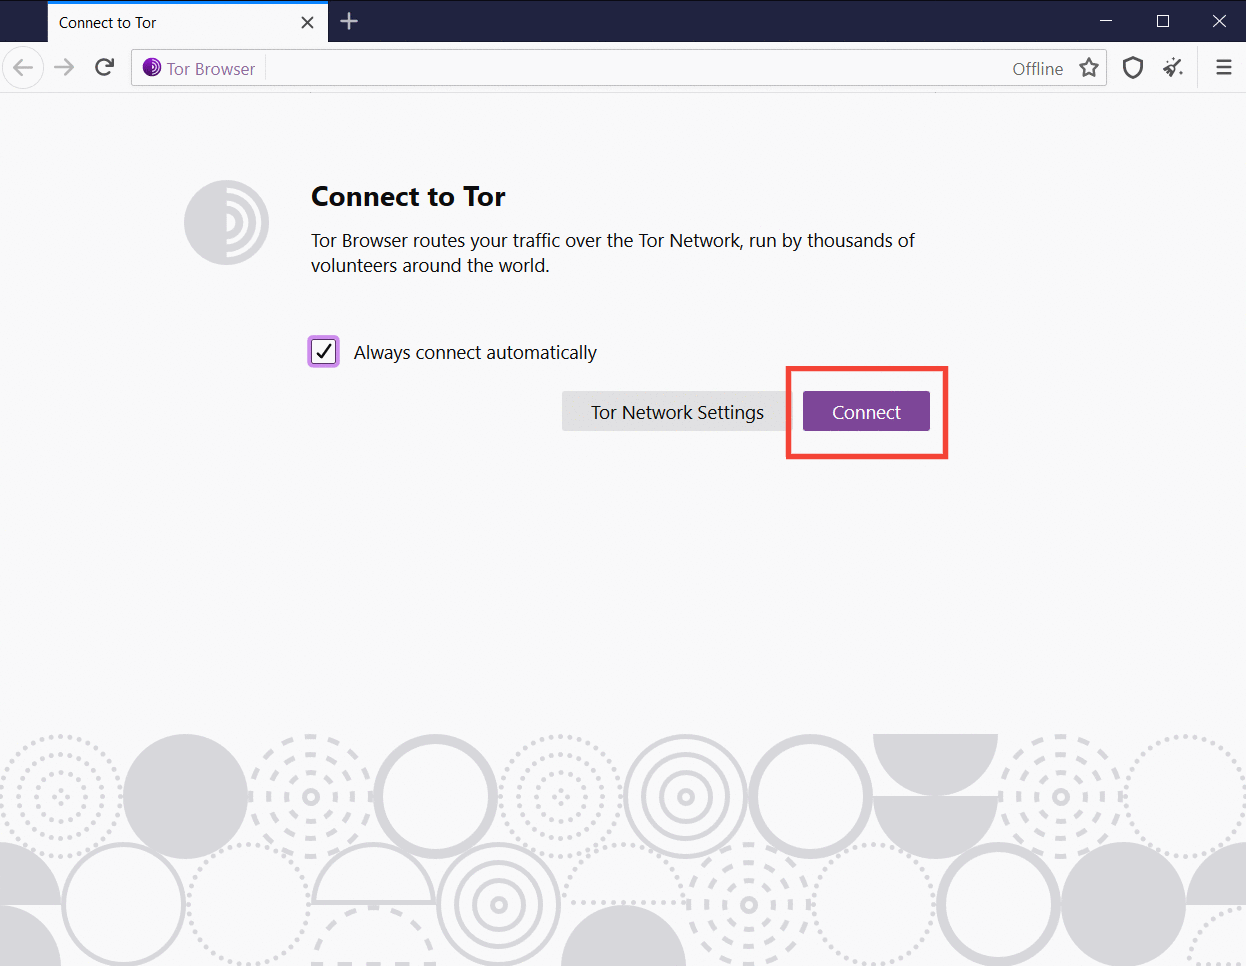 Connect to Tor
Tor Browser
Offline
Connect to Tor
Tor Browser routes your traffic over the Tor Network, run by thousands of
volunteers around the world.
Always connect automatically
Tor Network Settings
Connect